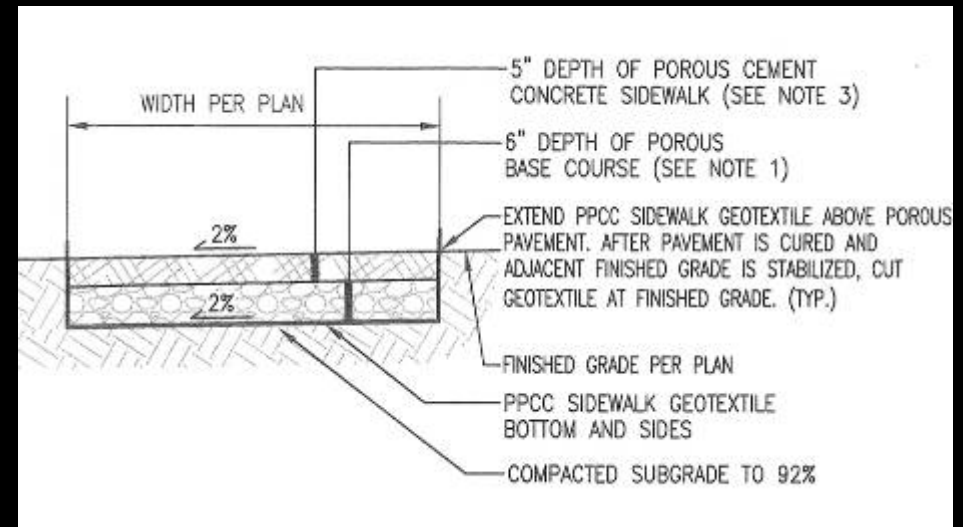 WIDTH PER PLAN
5" DEPTH OF POROUS CEMENT
CONCRETE SIDEWALK (SEE NOTE 3)
6" DEPTH OF POROUS
BASE COURSE (SEE NOTE 1)
EXTEND PPCC SIDEWALK GEOTEXTILE ABOVE POROUS
PAVEMENT. AFTER PAVEMENT IS CURED AND
ADJACENT FINISHED GRADE IS STABILIZED, CUT
GEOTEXTILE AT FINISHED GRADE. (TYP.)
2%
2%
FINISHED GRADE PER PLAN
PPCC SIDEWALK GEOTEXTILE
BOTTOM AND SIDES
COMPACTED SUBGRADE TO 92%